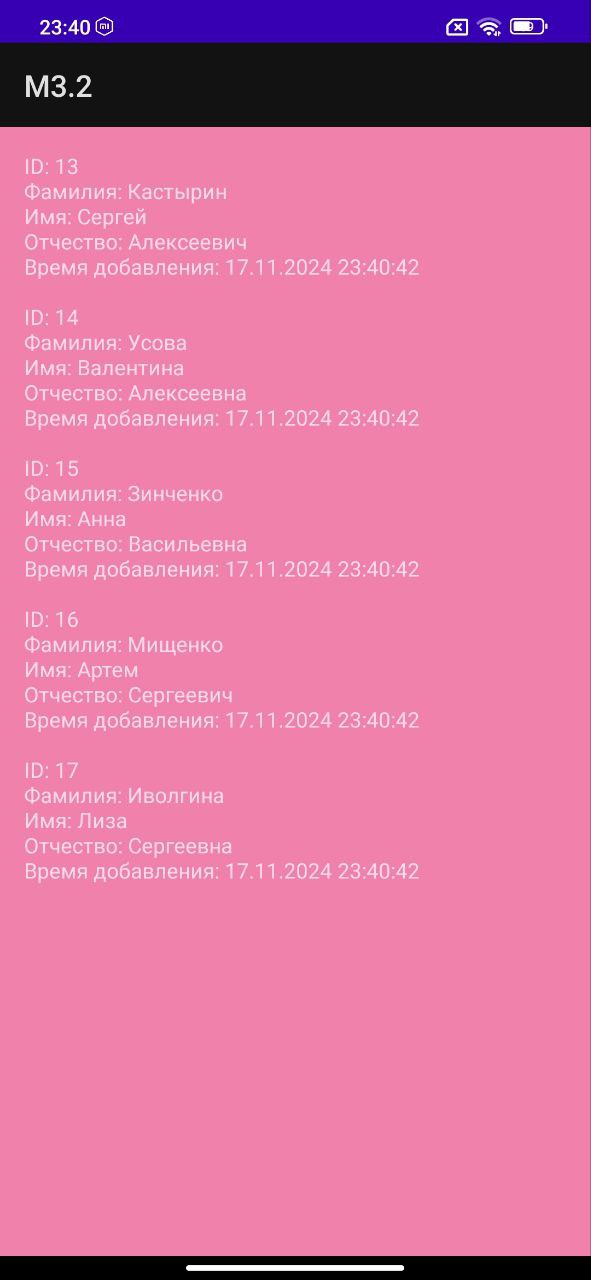 23:40
M3.2
ID: 13
Фамилия: Кастырин
Имя: Сергей
Отчество: Алексеевич
Время добавления: 17.11.2024 23:40:42
ID: 14
Фамилия: Усова
Имя: Валентина
Отчество: Алексеевна
Время добавления: 17.11.2024 23:40:42
ID: 15
Фамилия: Зинченко
Имя: Анна
Отчество: Васильевна
Время добавления: 17.11.2024 23:40:42
ID: 16
Фамилия: Мищенко
Имя: Артем
Отчество: Сергеевич
Время добавления: 17.11.2024 23:40:42
ID: 17
Фамилия: Иволгина
Имя: Лиза
Отчество: Сергеевна
Время добавления: 17.11.2024 23:40:42